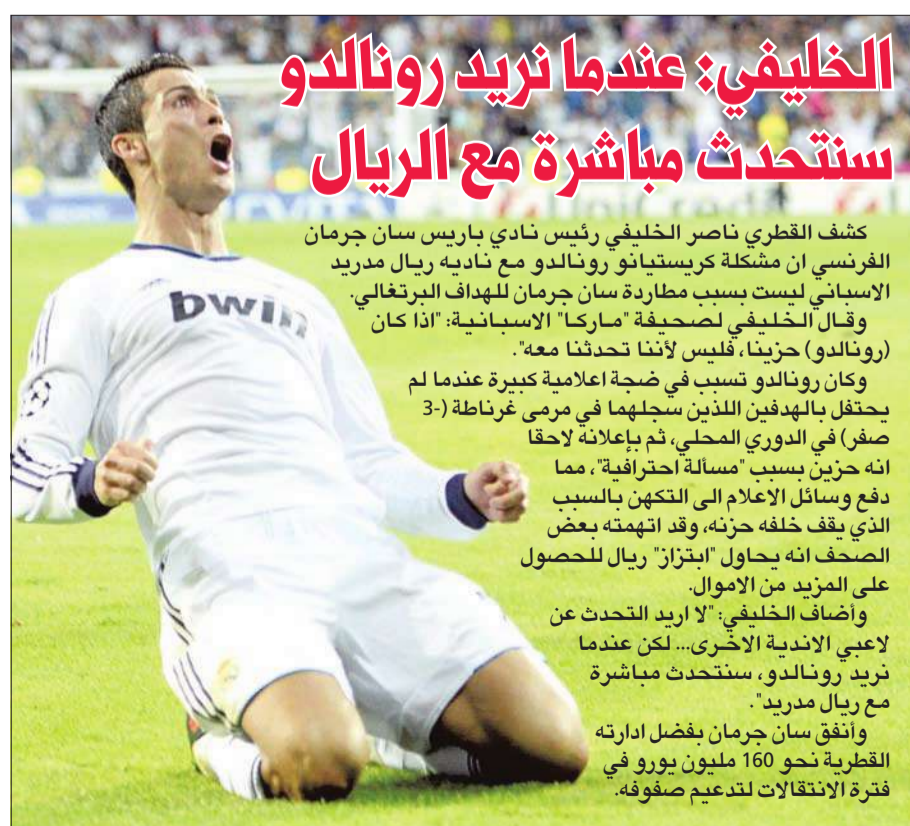 الخليفي: عندما نريد رونالدو
سنتحدث مباشرة مع الريال
كشف القطري ناصر الخليفي رئيس نادي باريس سان جرمان
الفرنسي ان مشكلة كريستيانو رونالدو مع ناديه ريال مدريد
الاسباني ليست بسبب مطاردة سان جرمان للهداف البرتغالي.
وقال الخليفي لصحيفة "ماركا" الاسبانية: "اذا كان
(رونالدو) حزينا، فليس لأننا تحدثنا معه".
وكان رونالدو تسبب في ضجة اعلامية كبيرة عندما لم
يحتفل بالهدفين اللذين سجلهما في مرمى غرناطة (3-
صفر) في الدوري المحلي، ثم بإعلانه لاحقا
انه حزين بسبب "مسألة احترافية"، مما
دفع وسائل الاعلام الى التكهن بالسبب
الذي يقف خلفه حزنه، وقد اتهمته بعض
الصحف انه يحاول "ابتزاز" ريال للحصول
على المزيد من الاموال.
وأضاف الخليفي: "لا اريد التحدث عن
لاعبي الاندية الاخرى... لكن عندما
نريد رونالدو، سنتحدث مباشرة
مع ريال مدريد".
وأنفق سان جرمان بفضل ادارته
القطرية نحو 160 مليون يورو في
فترة الانتقالات لتدعيم صفوفه.
bwin
UniCredit